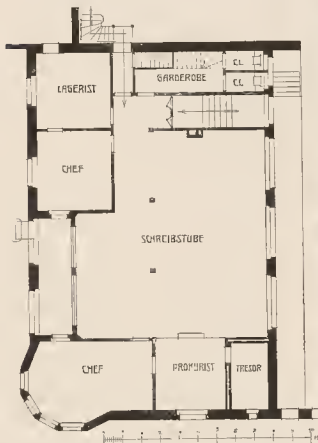 GARDEROBE
CL.
CL.
LAGERIST
CHEF
SCHREIBSTUBE
CHEF
PROKURIST
TRESOR